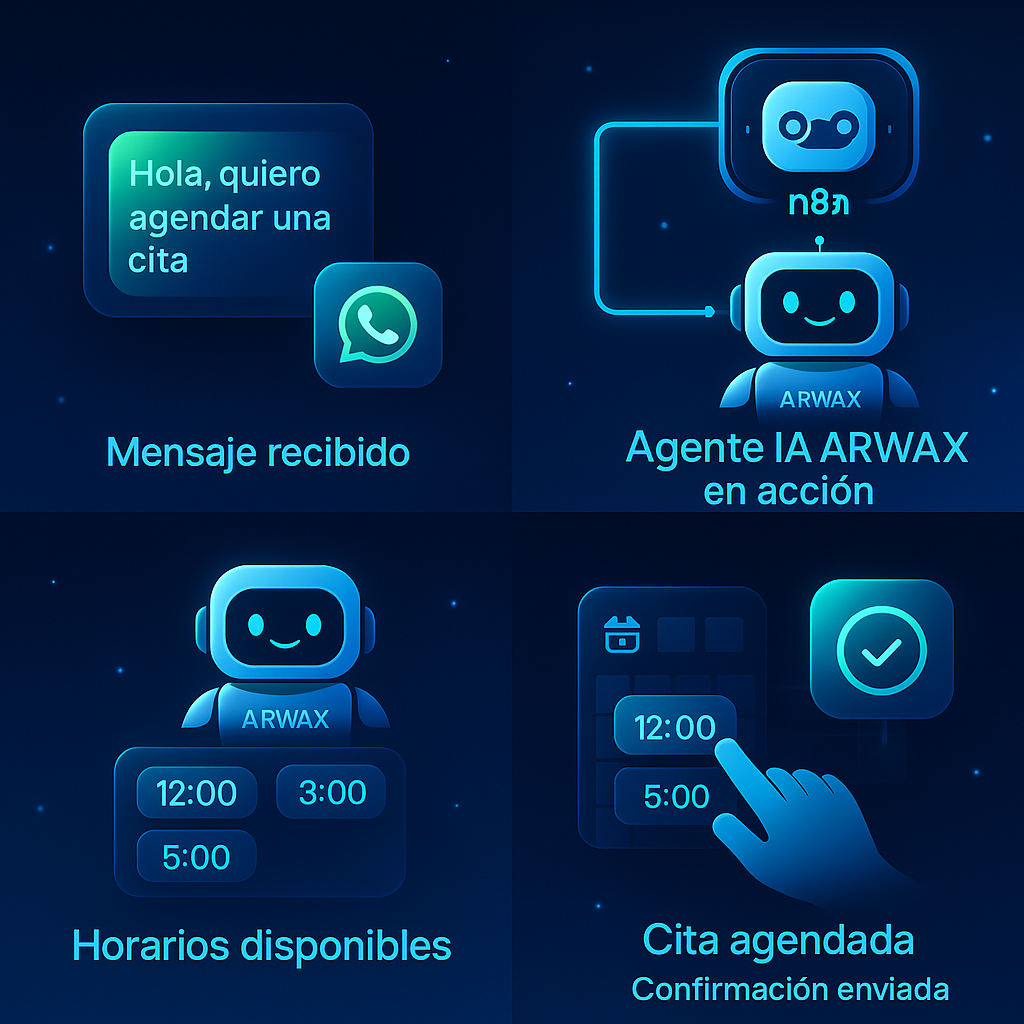 Hola, quiero
agendar una
cita
Mensaje recibido
n8n
ARWAX
Agente IA ARWAX
en acción
ARWAX
12:00
3:00
5:00
Horarios disponibles
12:00
5:00
Cita agendada
Confirmación enviada